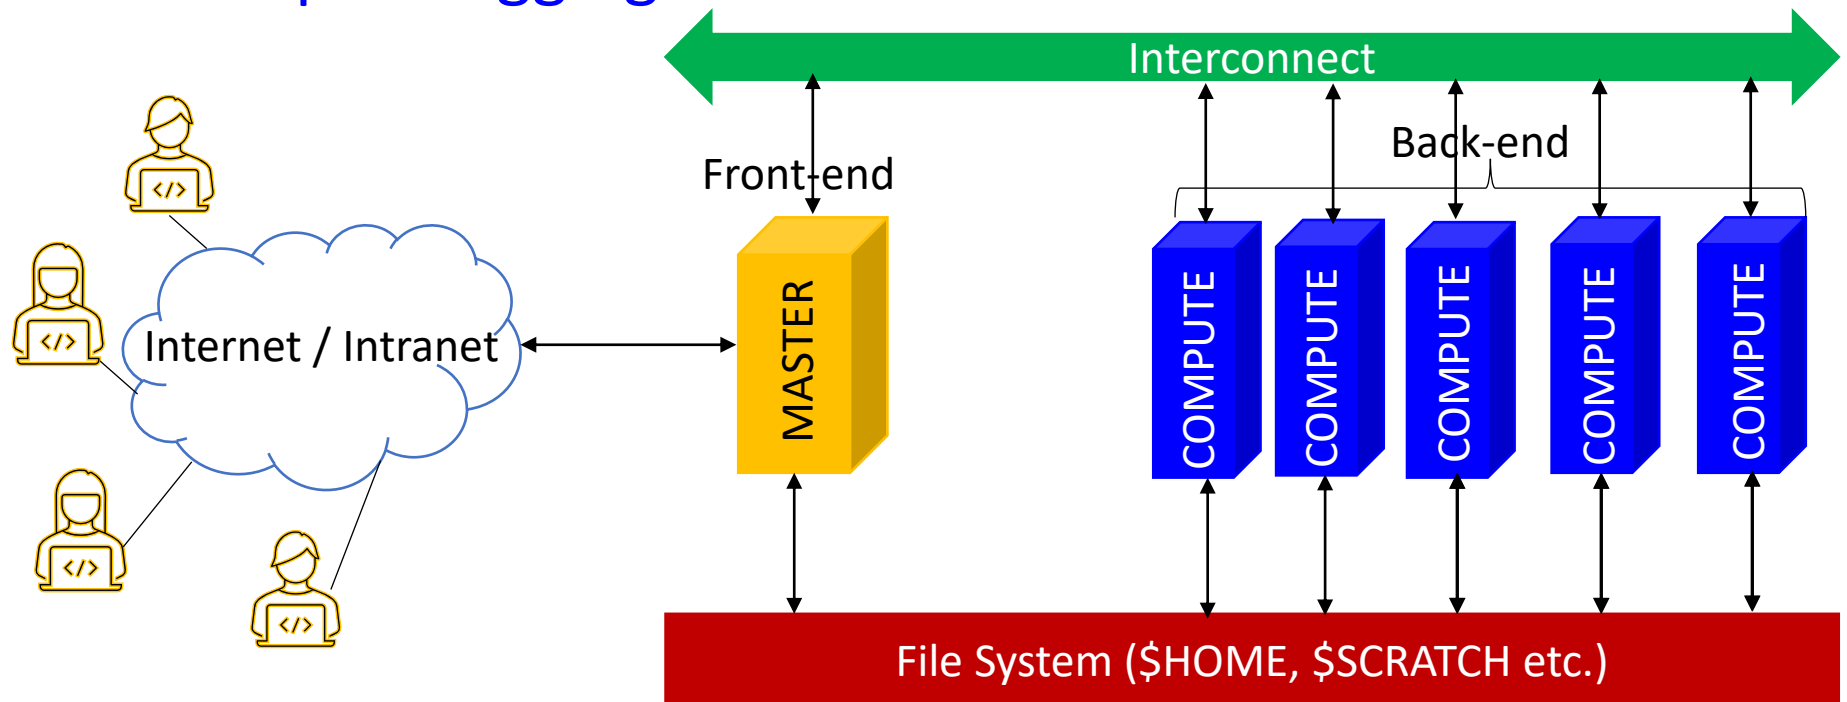 Interconnect
Front-end
Back-end
Internet / Intranet
MASTER
COMPUTE
COMPUTE
COMPUTE
COMPUTE
COMPUTE
</>
</>
</>
</>
File System ($HOME, $SCRATCH etc.)